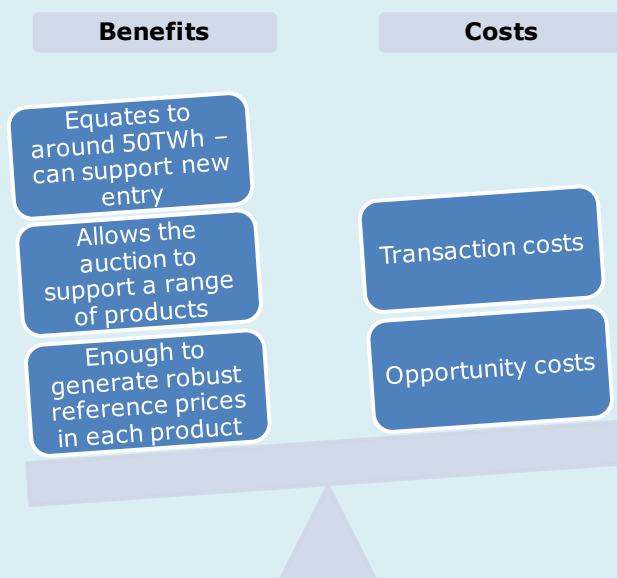 Benefits
Costs
Equates to
around 50TWh –
can support new
entry
Allows the
auction to
support a range
of products
Enough to
generate robust
reference prices
in each product
Transaction costs
Opportunity costs